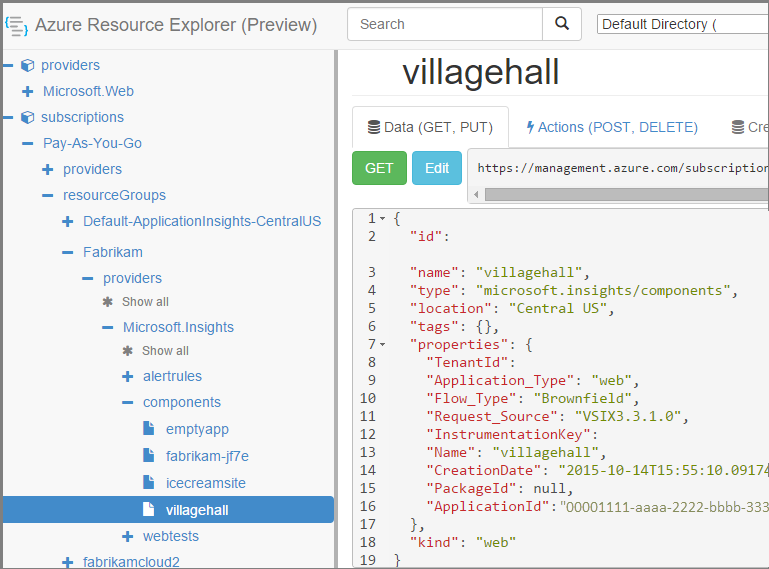 Azure Resource Explorer (Preview)
Search
Default Directory (
providers
Microsoft.Web
subscriptions
Pay-As-You-Go
providers
resourceGroups
Default-ApplicationInsights-CentralUS
Fabrikam
providers
Show all
Microsoft.Insights
Show all
alertrules
components
emptyapp
fabrikam-jf7e
icecreamsite
villagehall
webtests
fabrikamcloud2
villagehall
Data (GET, PUT)
Actions (POST, DELETE)
Cre
GET
Edit
https://management.azure.com/subscription
1 {
2 "id":
3 "name": "villagehall",
4 "type": "microsoft.insights/components",
5 "location": "Central US",
6 "tags": {},
7 "properties": {
8 "TenantId":
9 "Application_Type": "web",
10 "Flow_Type": "Brownfield",
11 "Request_Source": "VSIX3.3.1.0",
12 "InstrumentationKey":
13 "Name": "villagehall",
14 "CreationDate": "2015-10-14T15:55:10.09174
15 "PackageId": null,
16 "ApplicationId":"00001111-aaaa-2222-bbbb-333
17 },
18 "kind": "web"
19 }